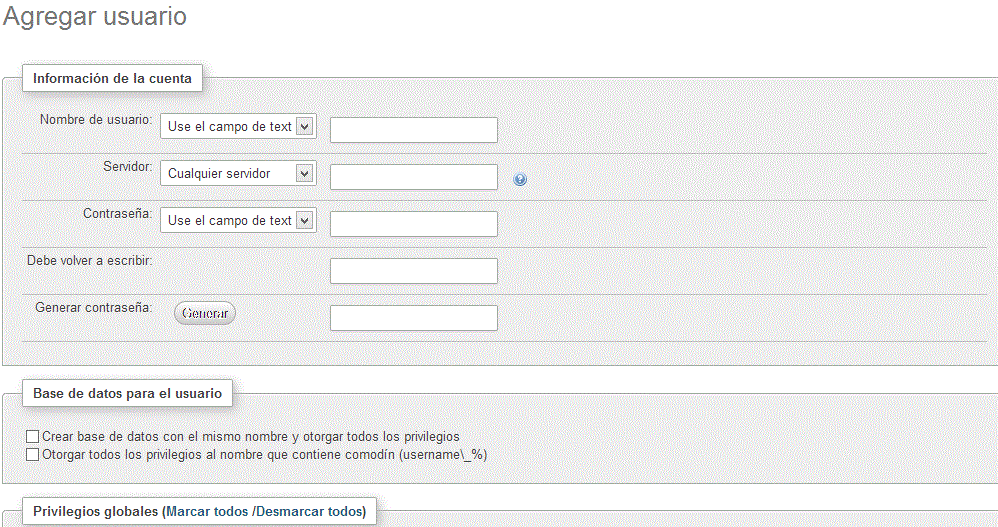 Agregar usuario
Información de la cuenta
Nombre de usuario: Use el campo de text
Servidor: Cualquier servidor
Contraseña: Use el campo de text
Debe volver a escribir:
Generar contraseña: Generar
Base de datos para el usuario
Crear base de datos con el mismo nombre y otorgar todos los privilegios
Otorgar todos los privilegios al nombre que contiene comodín (username\_%)
Privilegios globales (Marcar todos /Desmarcar todos)